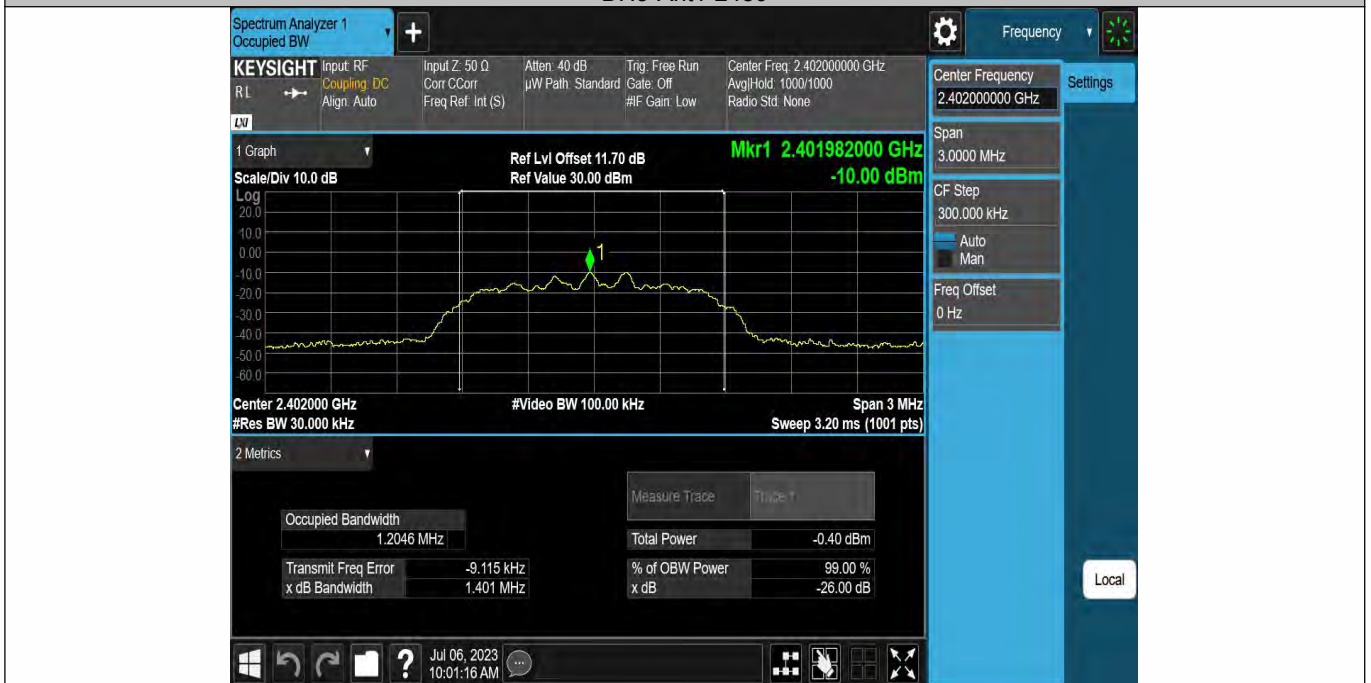 Spectrum Analyzer 1
Occupied BW
+
Frequency
KEYSIGHT
RL
LXI
Input: RF
Coupling: DC
Align: Auto
Input Z: 50 Ω
Corr CCorr
Freq Ref: Int (S)
Atten: 40 dB
µW Path: Standard
Trig: Free Run
Gate: Off
#IF Gain: Low
Center Freq: 2.402000000 GHz
Avg|Hold: 1000/1000
Radio Std: None
Center Frequency
2.402000000 GHz
Settings
Span
3.0000 MHz
CF Step
300.000 kHz
Auto
Man
Freq Offset
0 Hz
Local
1 Graph
Scale/Div 10.0 dB
Ref Lvl Offset 11.70 dB
Ref Value 30.00 dBm
Mkr1 2.401982000 GHz
-10.00 dBm
Log
20.0
10.0
0.00
-10.0
-20.0
-30.0
-40.0
-50.0
-60.0
1
Center 2.402000 GHz
#Res BW 30.000 kHz
#Video BW 100.00 kHz
Span 3 MHz
Sweep 3.20 ms (1001 pts)
2 Metrics
Measure Trace
Trace 1
Occupied Bandwidth
1.2046 MHz
Total Power -0.40 dBm
Transmit Freq Error -9.115 kHz
% of OBW Power 99.00 %
x dB Bandwidth 1.401 MHz
x dB -26.00 dB
?
Jul 06, 2023
10:01:16 AM